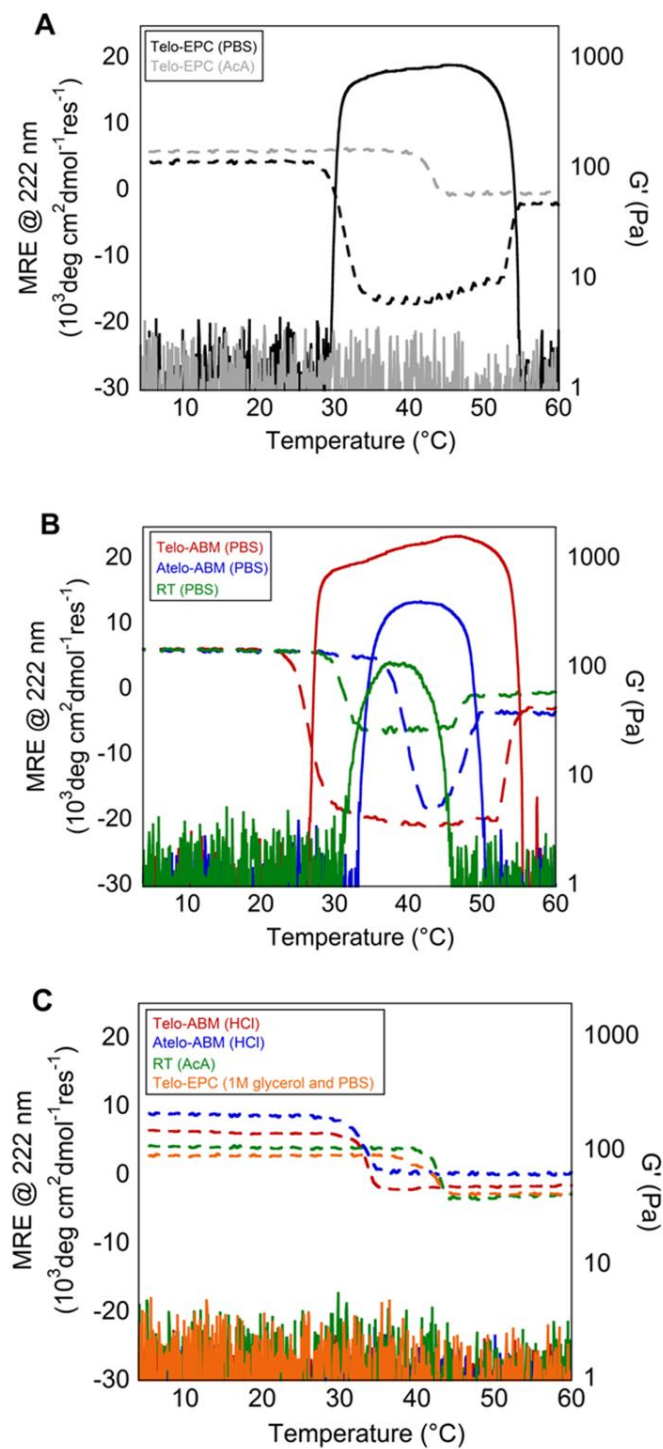 A
Telo-EPC (PBS)
Telo-EPC (AcA)
MRE @ 222 nm
(10³deg cm²dmol⁻¹res⁻¹)
20
10
0
-10
-20
-30
1000
100
10
1
G' (Pa)
10 20 30 40 50 60
Temperature (°C)
B
Telo-ABM (PBS)
Atelo-ABM (PBS)
RT (PBS)
MRE @ 222 nm
(10³deg cm²dmol⁻¹res⁻¹)
20
10
0
-10
-20
-30
1000
100
10
1
G' (Pa)
10 20 30 40 50 60
Temperature (°C)
C
Telo-ABM (HCl)
Atelo-ABM (HCl)
RT (AcA)
Telo-EPC (1M glycerol and PBS)
MRE @ 222 nm
(10³deg cm²dmol⁻¹res⁻¹)
20
10
0
-10
-20
-30
1000
100
10
1
G' (Pa)
10 20 30 40 50 60
Temperature (°C)